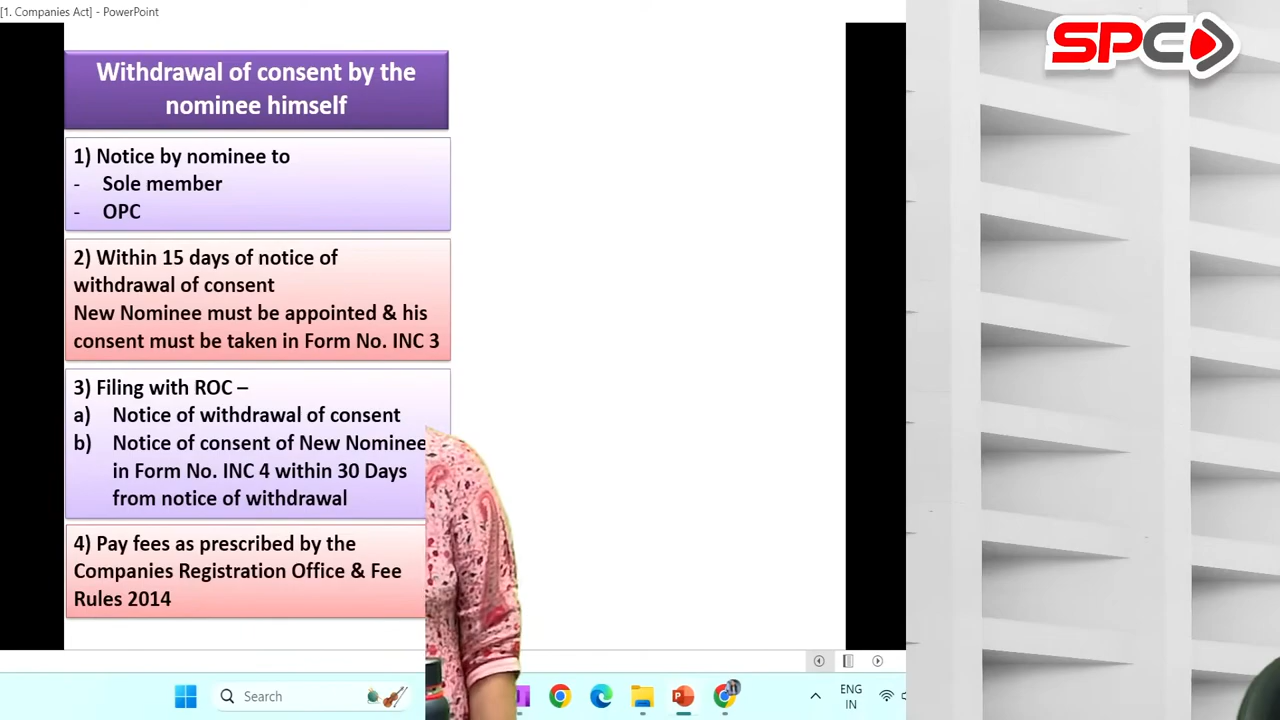 [1. Companies Act] - PowerPoint
SPC
Withdrawal of consent by the
nominee himself
1) Notice by nominee to
- Sole member
- OPC
2) Within 15 days of notice of
withdrawal of consent
New Nominee must be appointed & his
consent must be taken in Form No. INC 3
3) Filing with ROC –
a) Notice of withdrawal of consent
b) Notice of consent of New Nominee
in Form No. INC 4 within 30 Days
from notice of withdrawal
4) Pay fees as prescribed by the
Companies Registration Office & Fee
Rules 2014
Search
ENG
IN